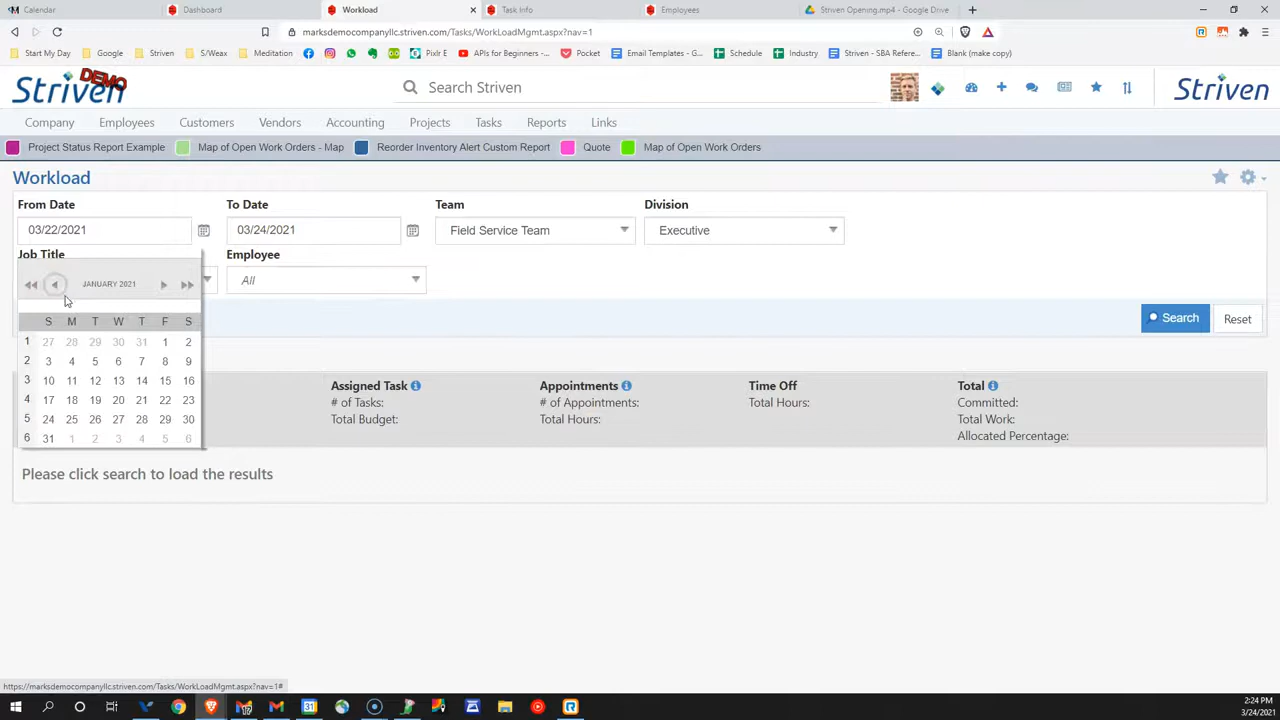 Calendar
Dashboard
Workload
Task Info
Employees
Striven Opening.mp4 - Google Drive
marksdemocompanyllc.striven.com/Tasks/WorkLoadMgmt.aspx?nav=1
Start My Day
Google
Striven
S/Weax
Meditation
Pixlr E
APIs for Beginners -...
Pocket
Email Templates - G...
Schedule
Industry
Striven - SBA Refere...
Blank (make copy)
Striven DEMO
Search Striven
Striven
Company Employees Customers Vendors Accounting Projects Tasks Reports Links
Project Status Report Example
Map of Open Work Orders - Map
Reorder Inventory Alert Custom Report
Quote
Map of Open Work Orders
Workload
From Date To Date Team Division
03/22/2021 03/24/2021 Field Service Team Executive
Job Title Employee
All
JANUARY 2021
Search Reset
S M T W T F S
1 27 28 29 30 31 1 2
2 3 4 5 6 7 8 9
3 10 11 12 13 14 15 16
4 17 18 19 20 21 22 23
5 24 25 26 27 28 29 30
6 31 1 2 3 4 5 6
Assigned Task
# of Tasks:
Total Budget:
Appointments
# of Appointments:
Total Hours:
Time Off
Total Hours:
Total
Committed:
Total Work:
Allocated Percentage:
Please click search to load the results
https://marksdemocompanyllc.striven.com/Tasks/WorkLoadMgmt.aspx?nav=1#
2:24 PM
3/24/2021